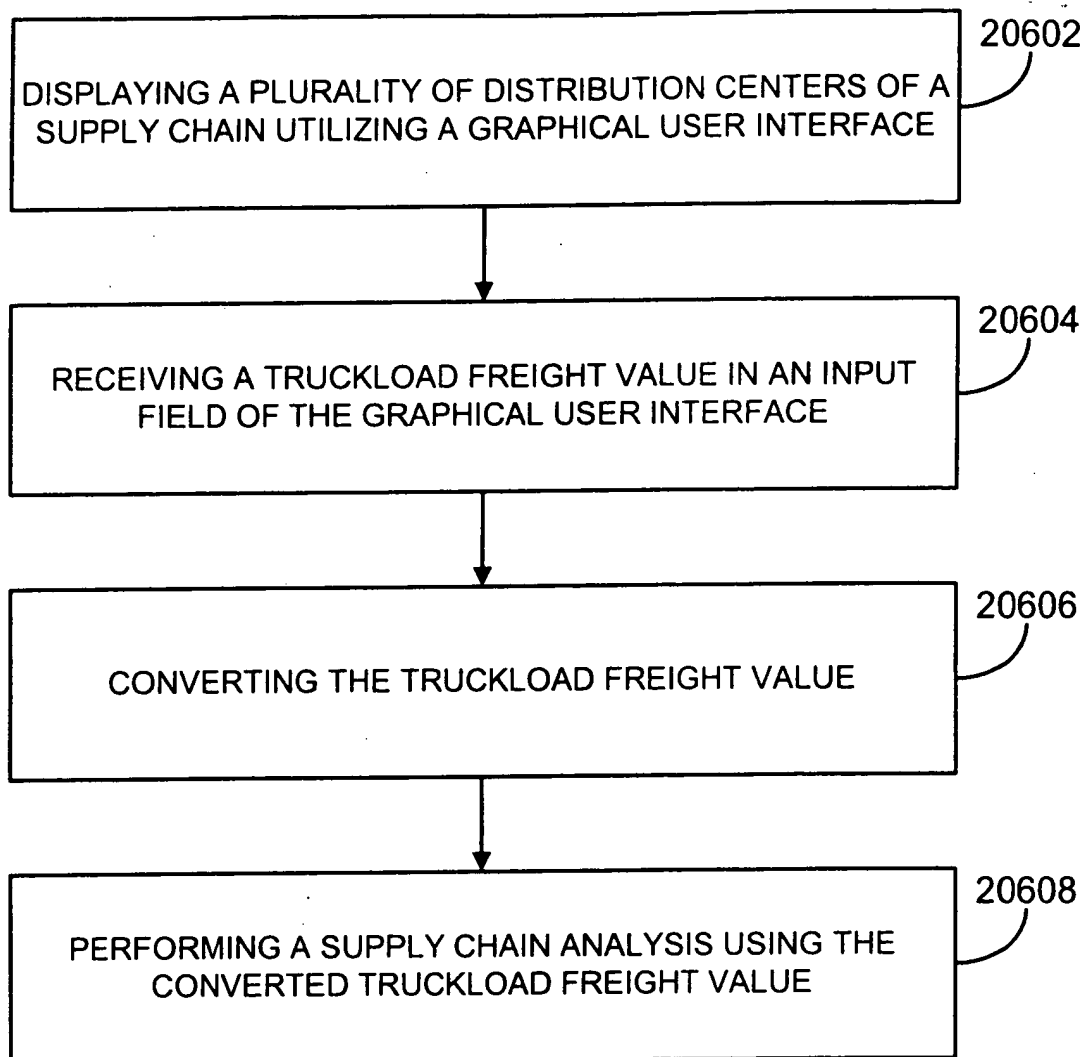 20602
DISPLAYING A PLURALITY OF DISTRIBUTION CENTERS OF A
SUPPLY CHAIN UTILIZING A GRAPHICAL USER INTERFACE
20604
RECEIVING A TRUCKLOAD FREIGHT VALUE IN AN INPUT
FIELD OF THE GRAPHICAL USER INTERFACE
20606
CONVERTING THE TRUCKLOAD FREIGHT VALUE
20608
PERFORMING A SUPPLY CHAIN ANALYSIS USING THE
CONVERTED TRUCKLOAD FREIGHT VALUE